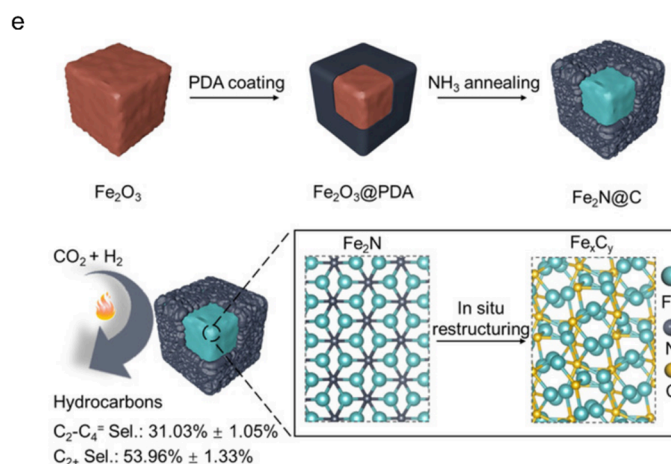 e
PDA coating
NH₃ annealing
Fe₂O₃
Fe₂O₃@PDA
Fe₂N@C
CO₂ + H₂
Fe₂N
FeₓCᵧ
In situ
restructuring
F
N
C
Hydrocarbons
C₂-C₄⁼ Sel.: 31.03% ± 1.05%
C₂₊ Sel.: 53.96% ± 1.33%